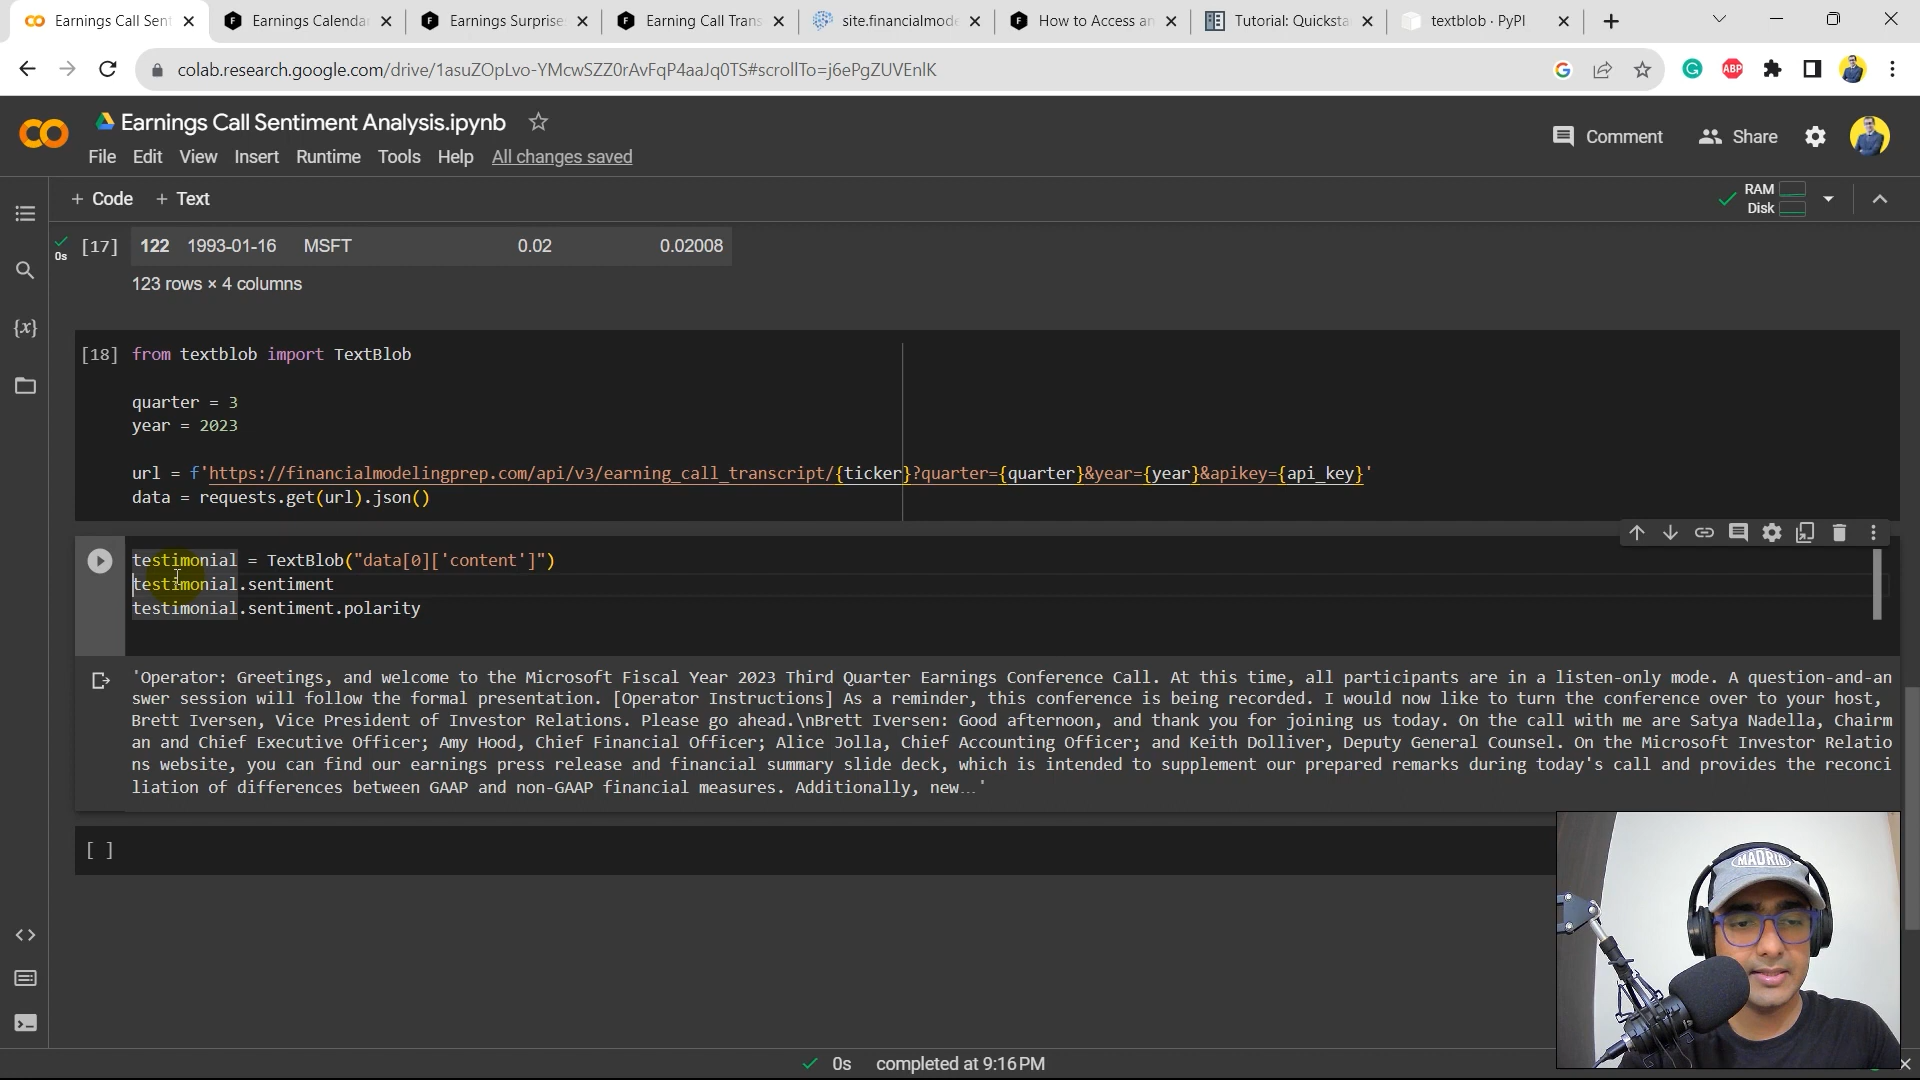 Earnings Call Sent
Earnings Calenda
Earnings Surprise
Earning Call Trans
site.financialmode
How to Access an
Tutorial: Quicksta
textblob · PyPI
colab.research.google.com/drive/1asuZOpLvo-YMcwSZZ0rAvFqP4aaJq0TS#scrollTo=j6ePgZUVEnlK
ABP
Earnings Call Sentiment Analysis.ipynb
Comment
Share
File Edit View Insert Runtime Tools Help All changes saved
+ Code + Text
RAM
Disk
0s
[17] 122 1993-01-16 MSFT 0.02 0.02008
123 rows × 4 columns
{x}
[18] from textblob import TextBlob
quarter = 3
year = 2023
url = f'https://financialmodelingprep.com/api/v3/earning_call_transcript/{ticker}?quarter={quarter}&year={year}&apikey={api_key}'
data = requests.get(url).json()
testimonial = TextBlob("data[0]['content']")
testimonial.sentiment
testimonial.sentiment.polarity
'Operator: Greetings, and welcome to the Microsoft Fiscal Year 2023 Third Quarter Earnings Conference Call. At this time, all participants are in a listen-only mode. A question-and-an
swer session will follow the formal presentation. [Operator Instructions] As a reminder, this conference is being recorded. I would now like to turn the conference over to your host,
Brett Iversen, Vice President of Investor Relations. Please go ahead.\nBrett Iversen: Good afternoon, and thank you for joining us today. On the call with me are Satya Nadella, Chairm
an and Chief Executive Officer; Amy Hood, Chief Financial Officer; Alice Jolla, Chief Accounting Officer; and Keith Dolliver, Deputy General Counsel. On the Microsoft Investor Relatio
ns website, you can find our earnings press release and financial summary slide deck, which is intended to supplement our prepared remarks during today's call and provides the reconci
liation of differences between GAAP and non-GAAP financial measures. Additionally, new…'
[ ]
MADRID
0s completed at 9:16 PM